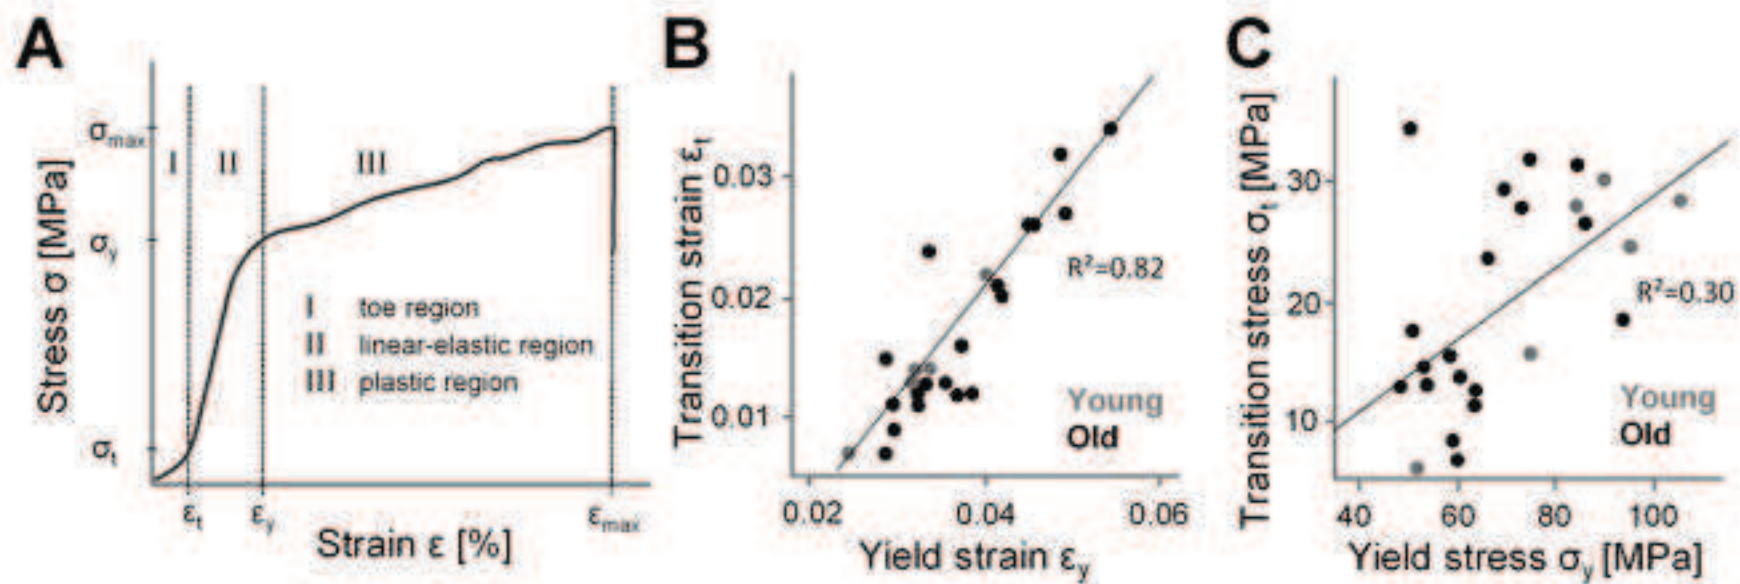 A
Stress σ [MPa]
σmax
σy
σt
I
II
III
I toe region
II linear-elastic region
III plastic region
εt
εy
εmax
Strain ε [%]
B
Transition strain εt
0.03
0.02
0.01
R²=0.82
Young
Old
0.02
0.04
0.06
Yield strain εy
C
Transition stress σt [MPa]
30
20
10
R²=0.30
Young
Old
40
60
80
100
Yield stress σy [MPa]